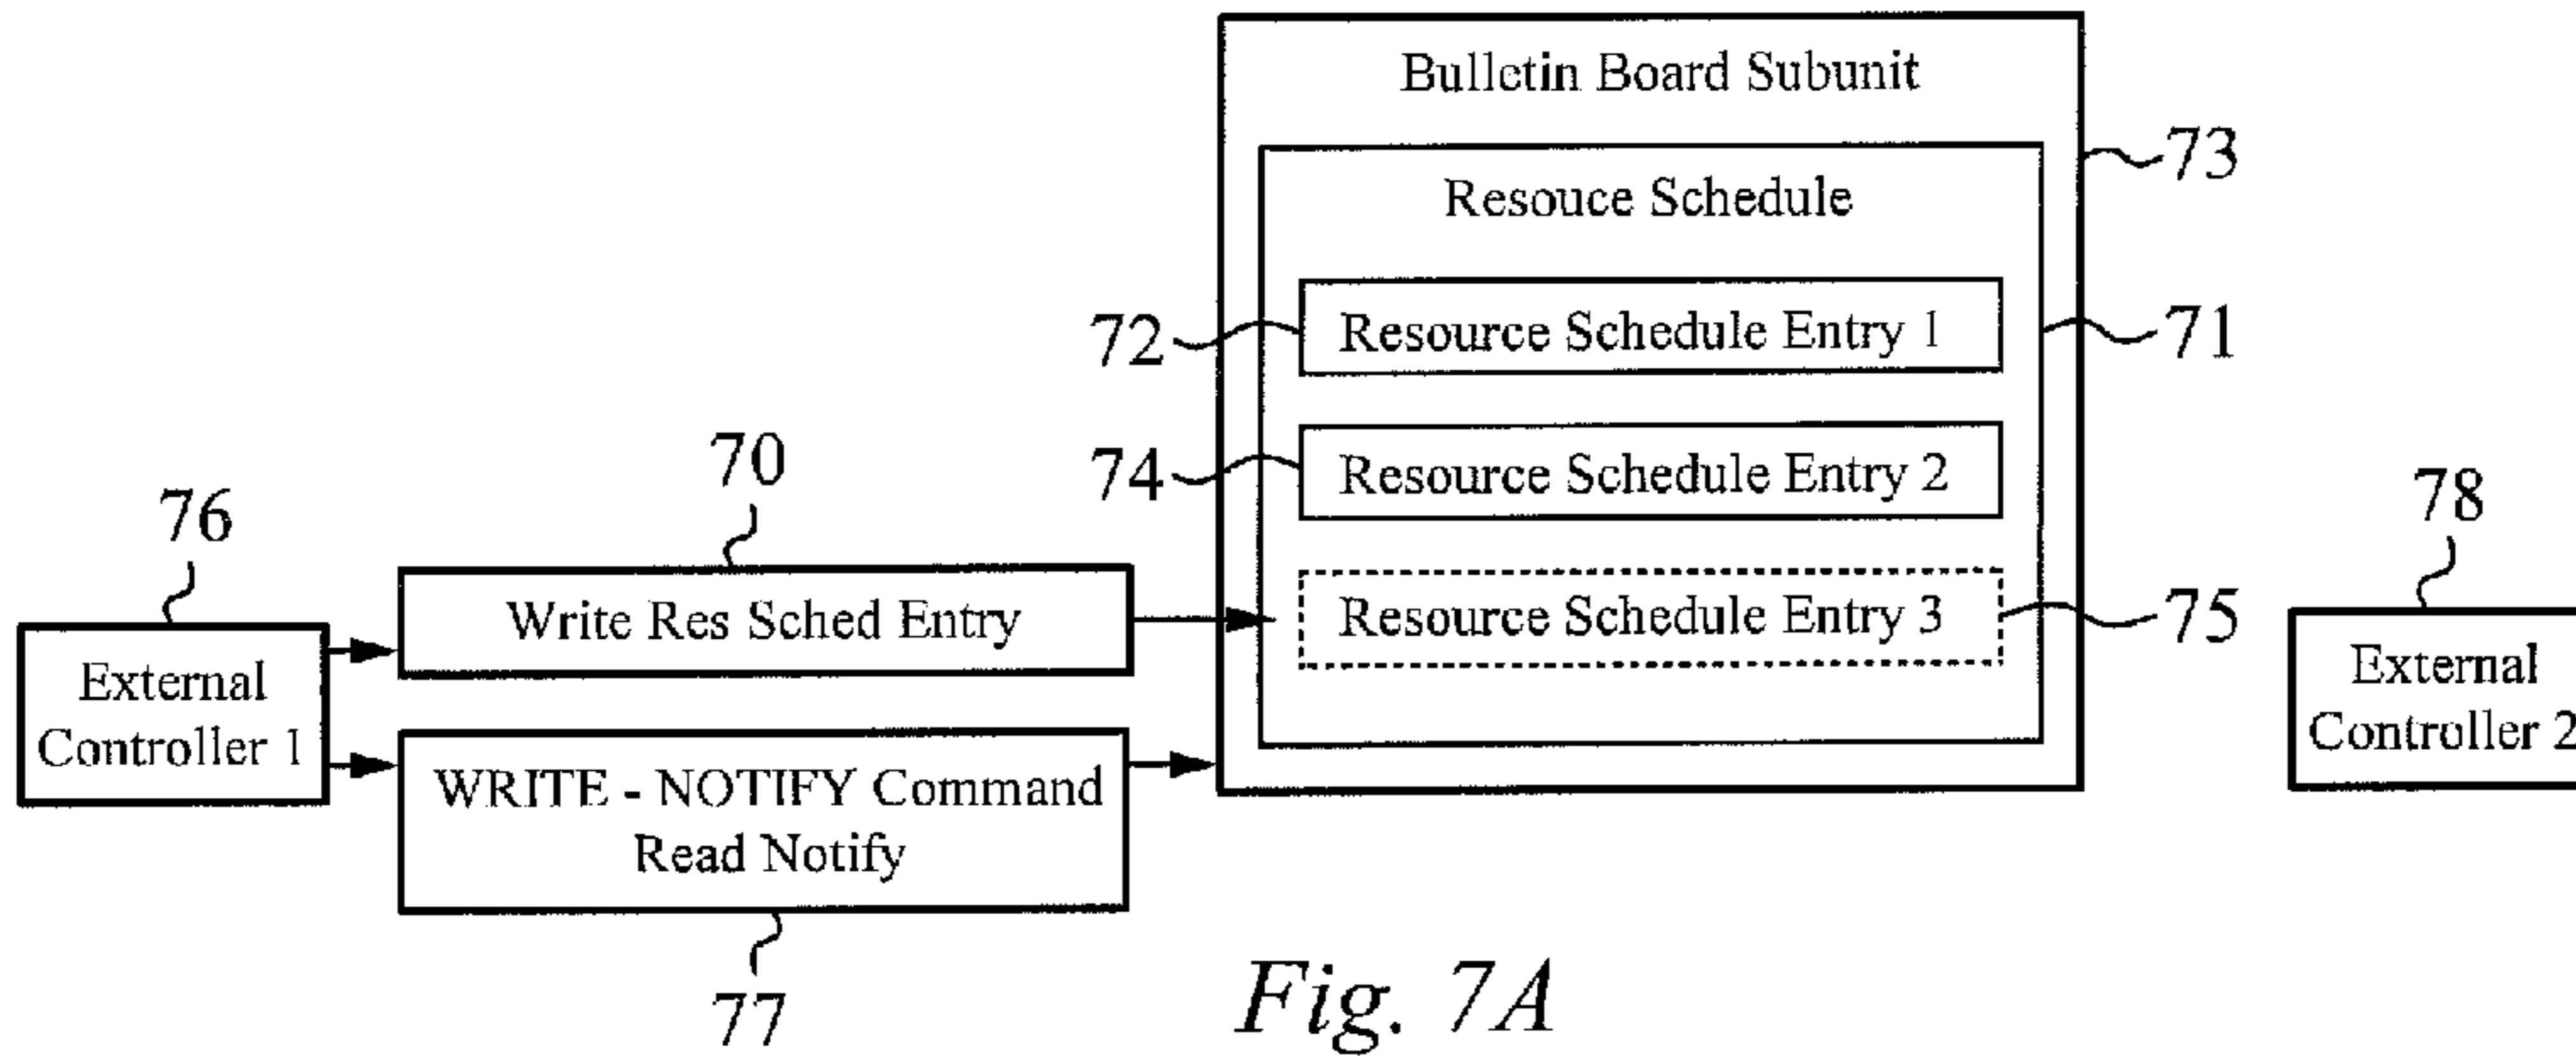 Bulletin Board Subunit
73
Resouce Schedule
72
Resource Schedule Entry 1
71
74
Resource Schedule Entry 2
70
76
78
Write Res Sched Entry
Resource Schedule Entry 3
75
External
Controller 1
External
Controller 2
WRITE - NOTIFY Command
Read Notify
77
Fig. 7A